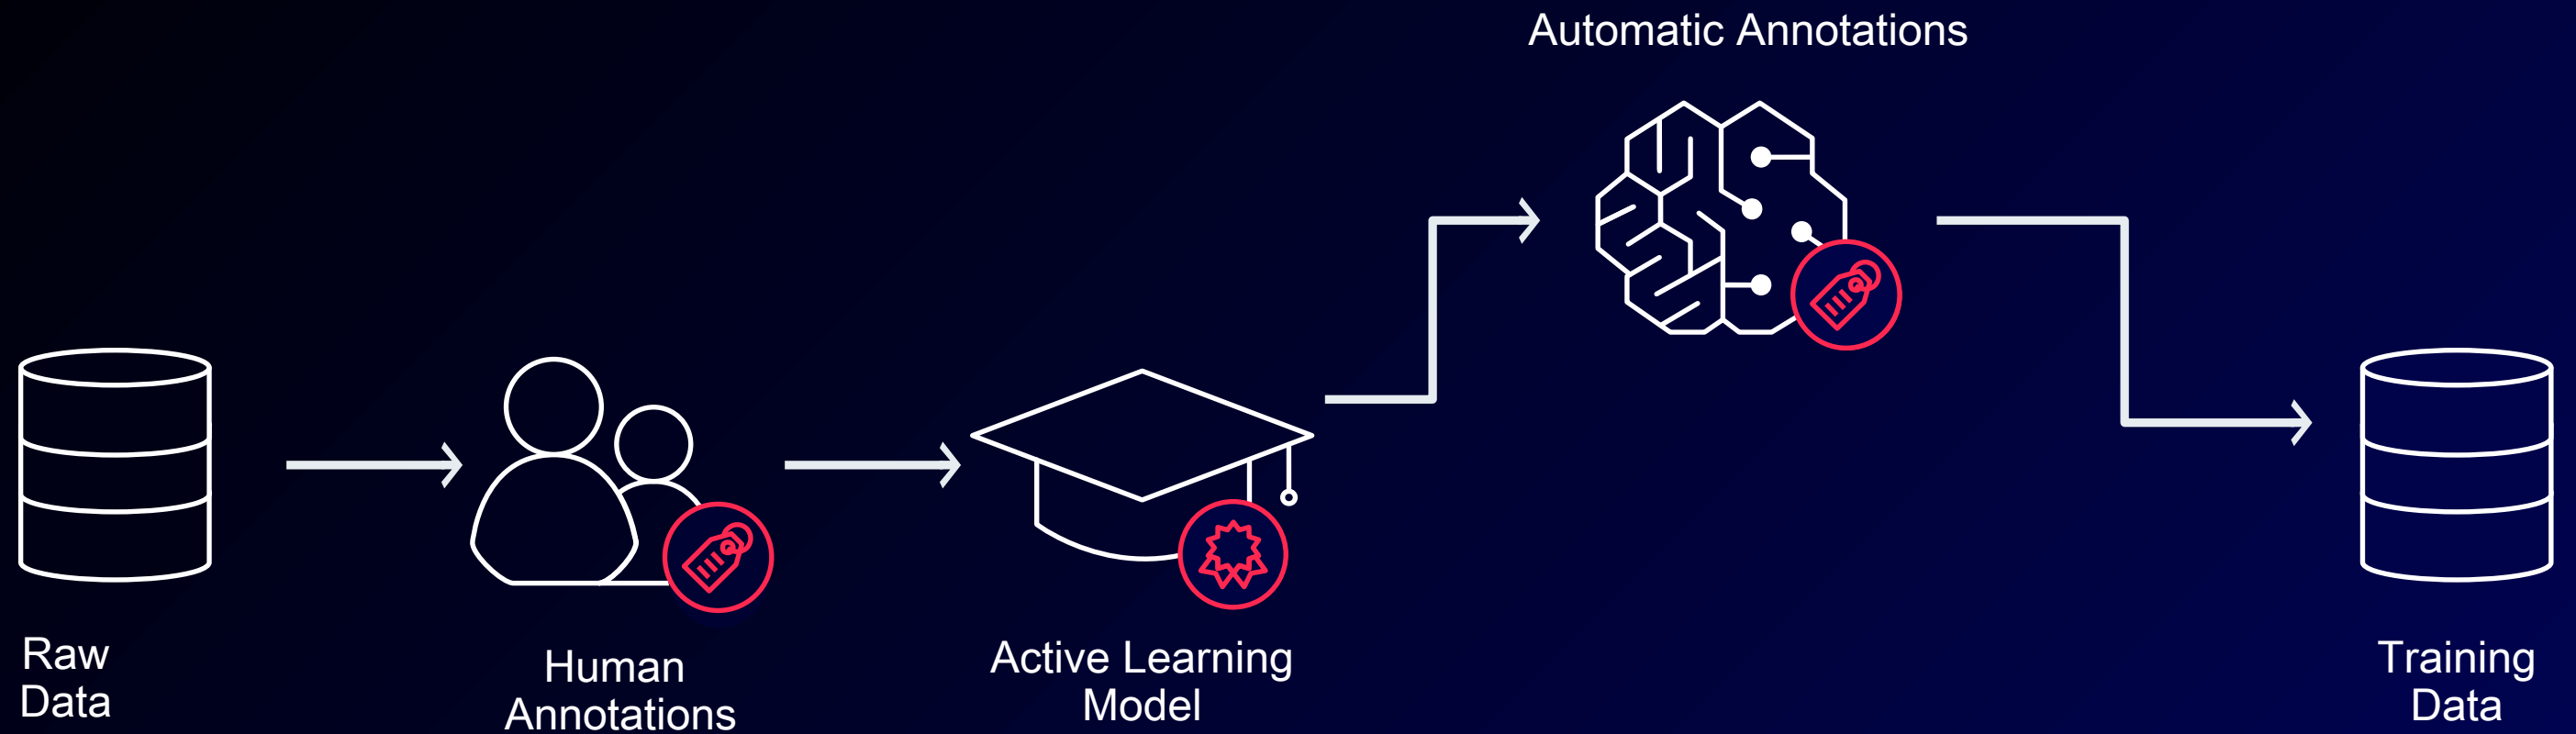 Automatic Annotations
Raw
Data
Human
Annotations
Active Learning
Model
Training
Data